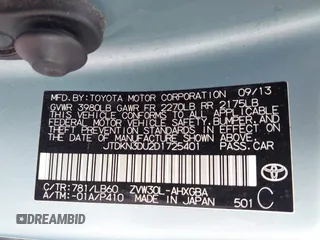 MFD.BY:TOYOTA MOTOR CORPORATION 09/13
GVWR 3980LB GAWR FR 2270LB RR 2175LB
THIS VEHICLE CONFORMS TO ALL APPLICABLE
FEDERAL MOTOR VEHICLE SAFETY, BUMPER, AND
THEFT PREVENTION STANDARDS IN EFFECT ON
THE DATE OF MANUFACTURE SHOWN ABOVE.
JTDKN3DU2D1725401 PASS.CAR
C/TR:781/LB60 ZVW30L-AHXGBA
A/TM:-01A/P410 MADE IN JAPAN 501 C
TOYOTA
DREAMBID